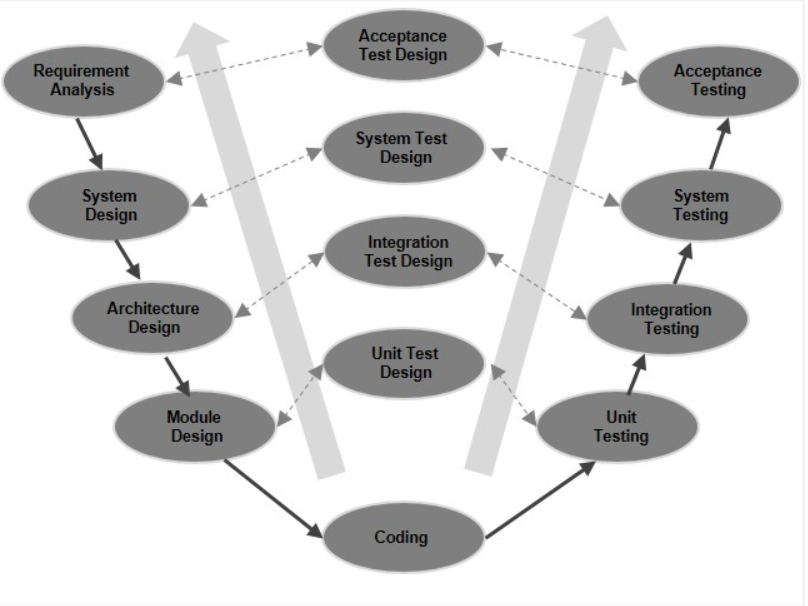 Acceptance
Test Design
Requirement
Analysis
Acceptance
Testing
System Test
Design
System
Design
System
Testing
Integration
Test Design
Architecture
Design
Integration
Testing
Unit Test
Design
Module
Design
Unit
Testing
Coding